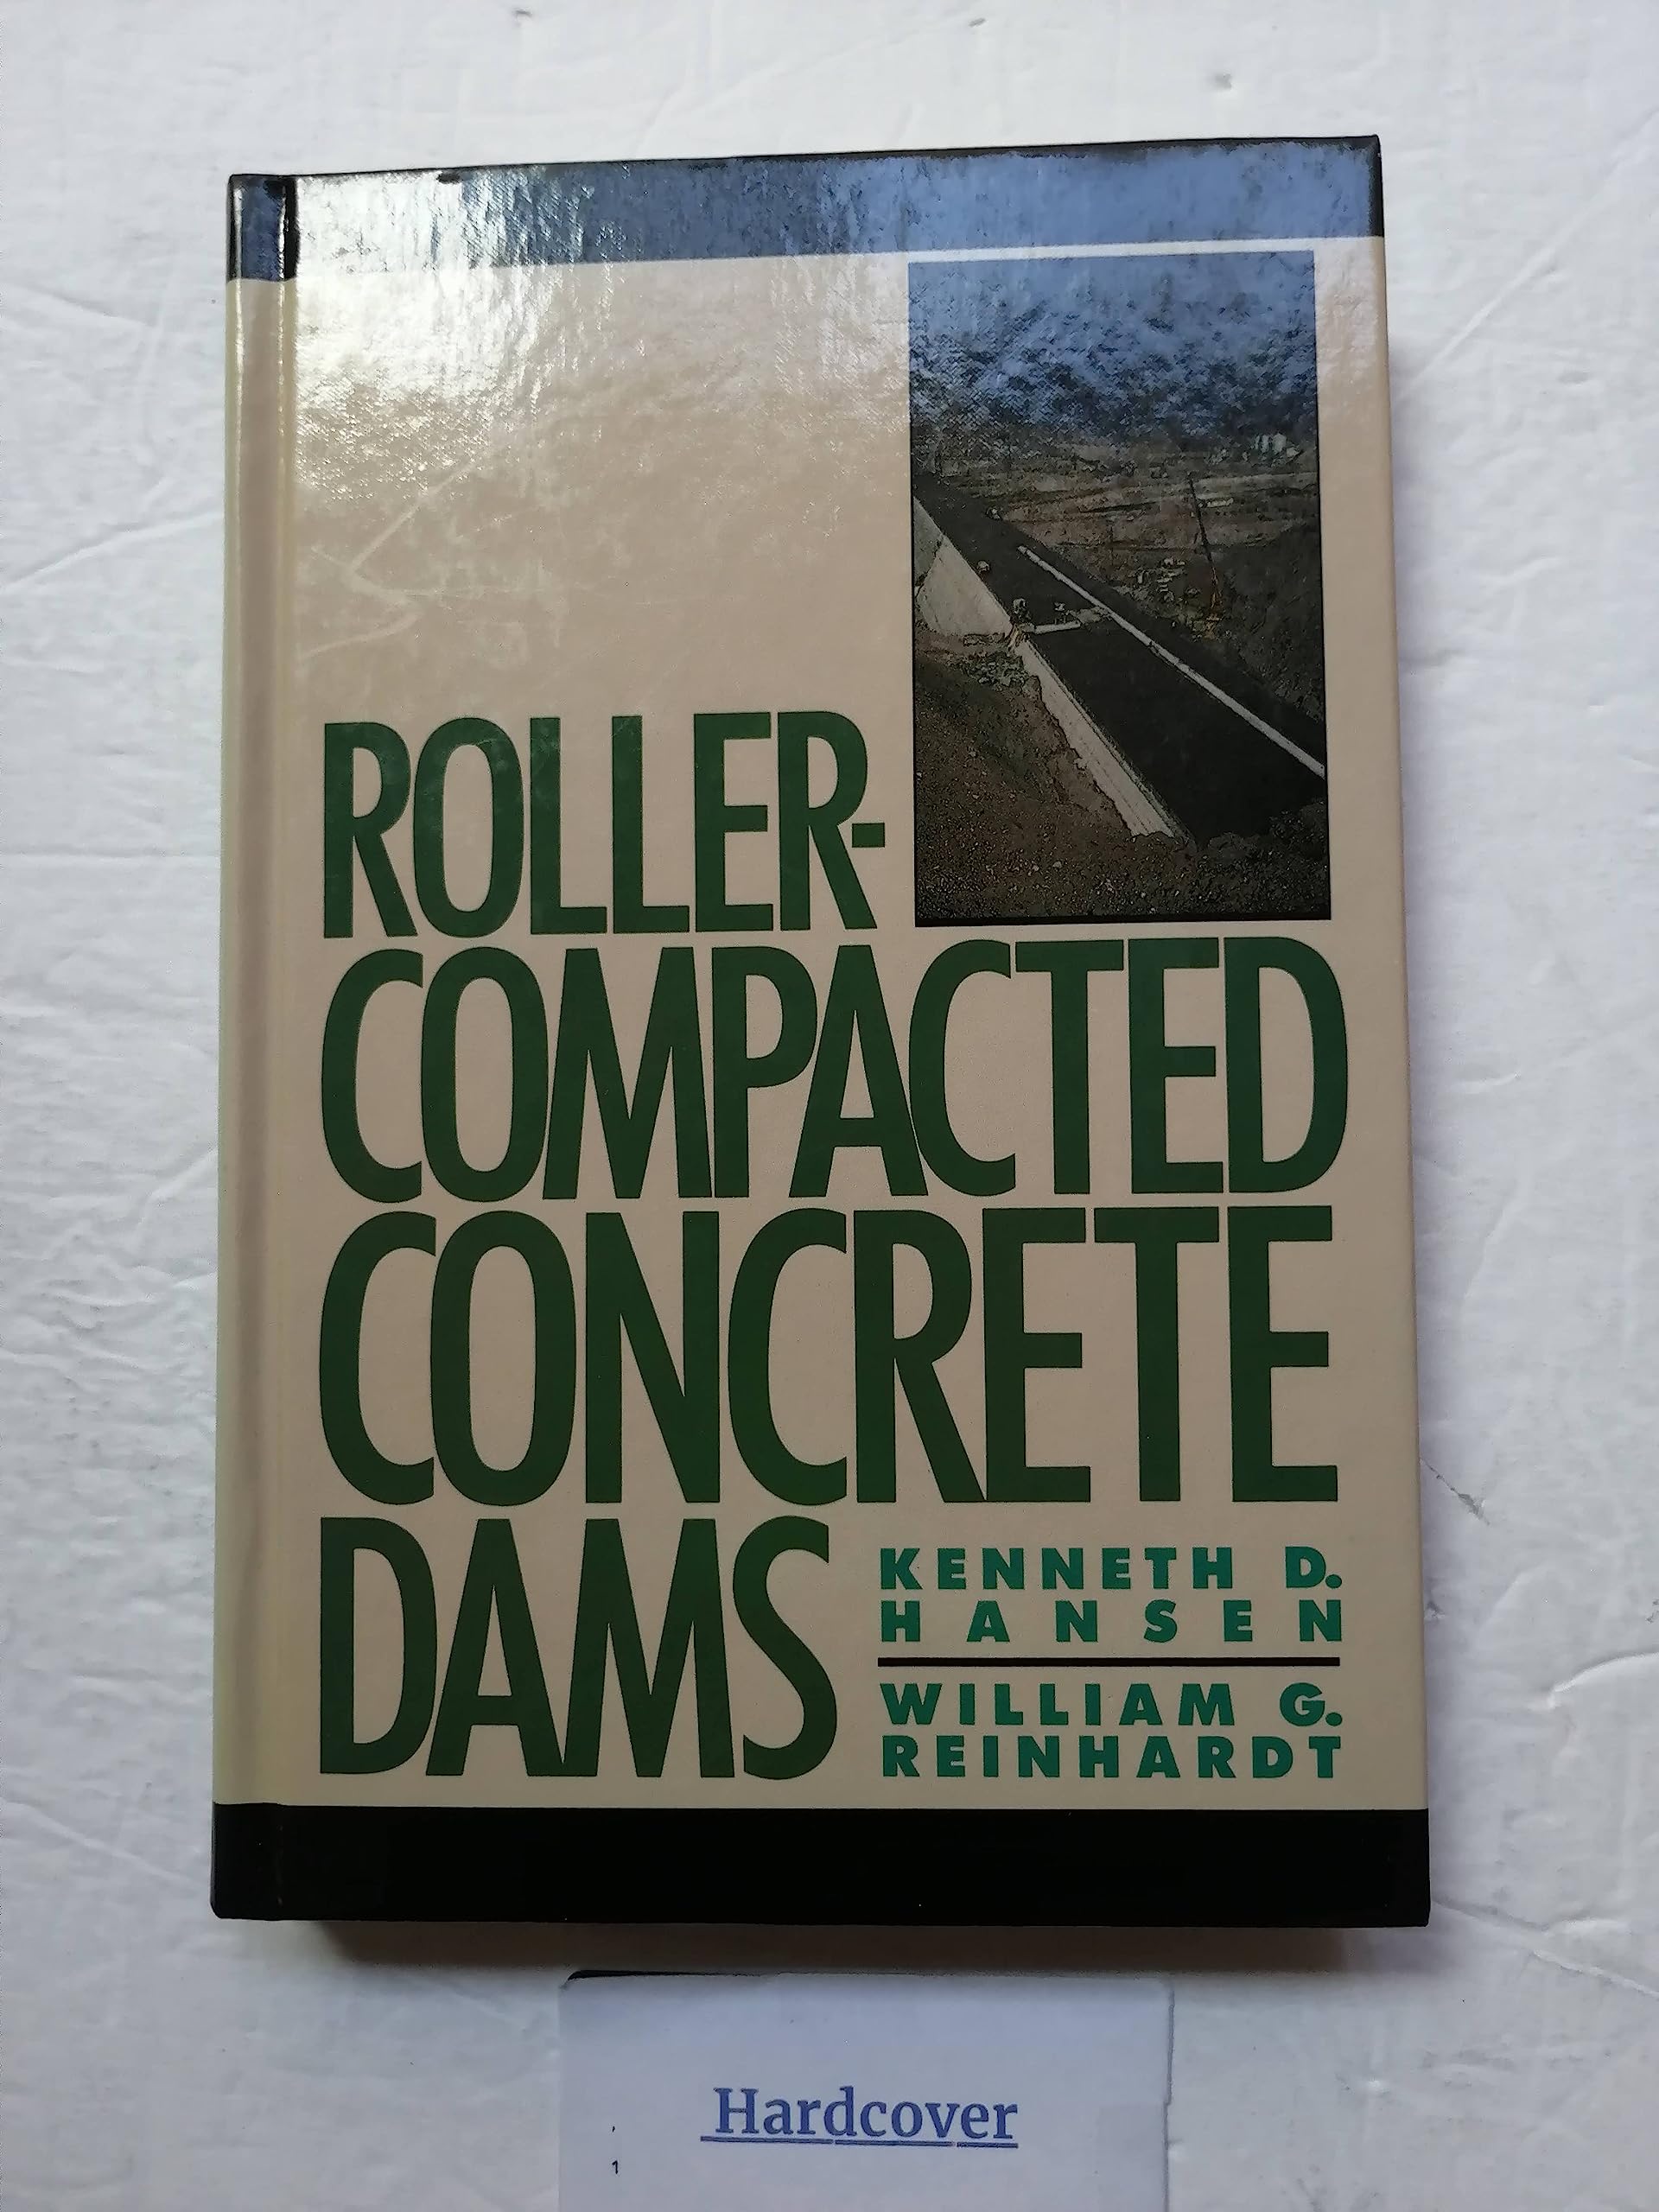 ROLLER-
COMPACTED
CONCRETE
DAMS
KENNETH D.
HANSEN
WILLIAM G.
REINHARDT
Hardcover
1